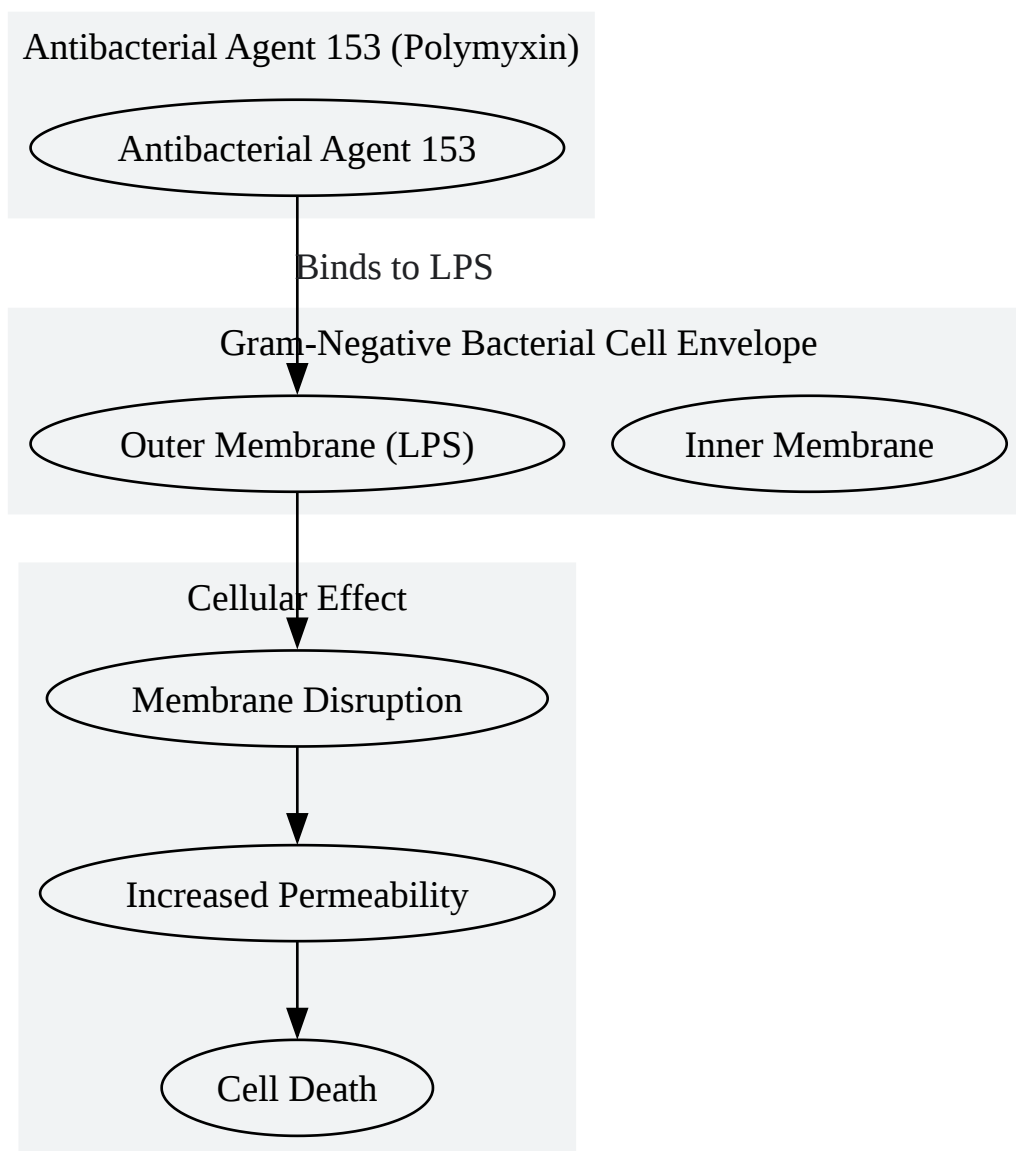 Antibacterial Agent 153 (Polymyxin)
Antibacterial Agent 153
Binds to LPS
Gram-Negative Bacterial Cell Envelope
Outer Membrane (LPS)
Inner Membrane
Cellular Effect
Membrane Disruption
Increased Permeability
Cell Death